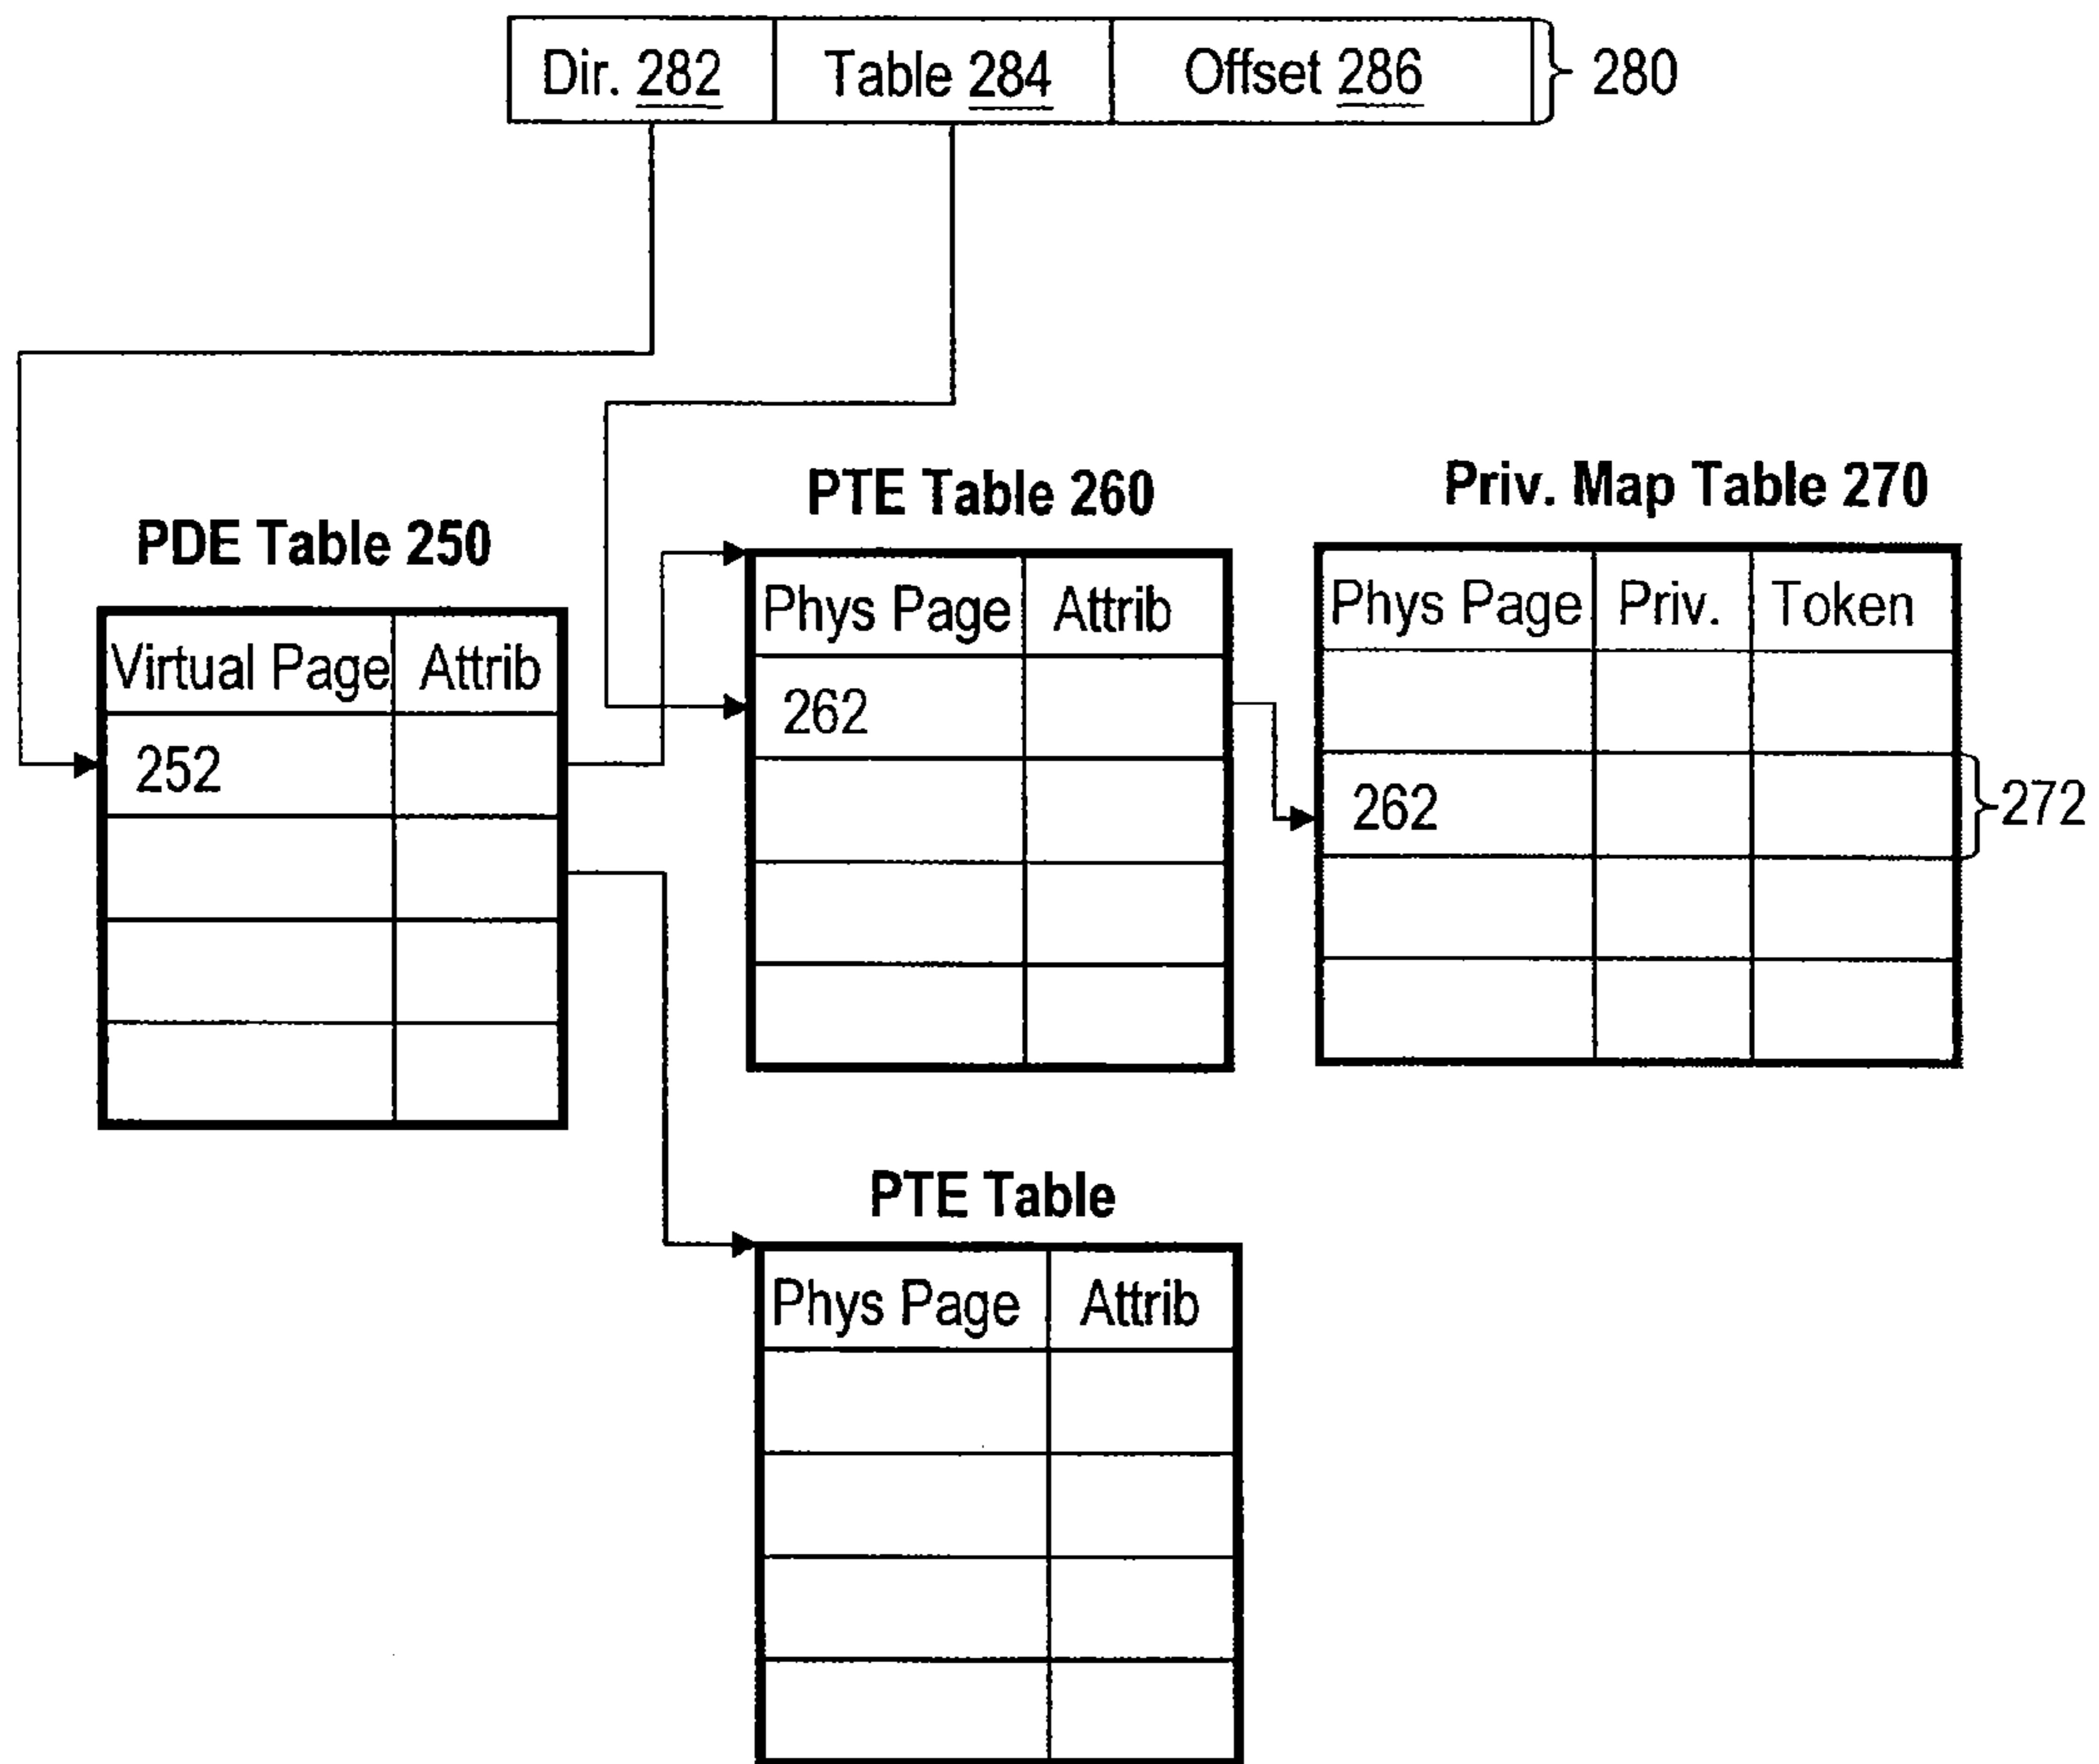 Dir. 282 Table 284 Offset 286 280
PDE Table 250
Virtual Page Attrib
252
PTE Table 260
Phys Page Attrib
262
Priv. Map Table 270
Phys Page Priv. Token
262
272
PTE Table
Phys Page Attrib